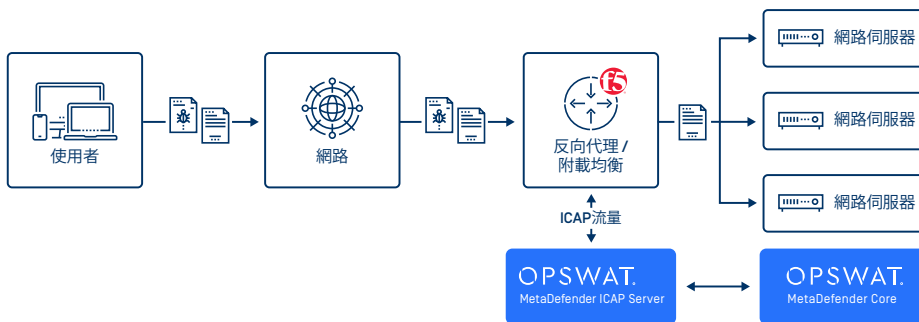 使用者
網路
f5
反向代理 /
附載均衡
網路伺服器
網路伺服器
網路伺服器
ICAP流量
OPSWAT.
MetaDefender ICAP Server
OPSWAT.
MetaDefender Core